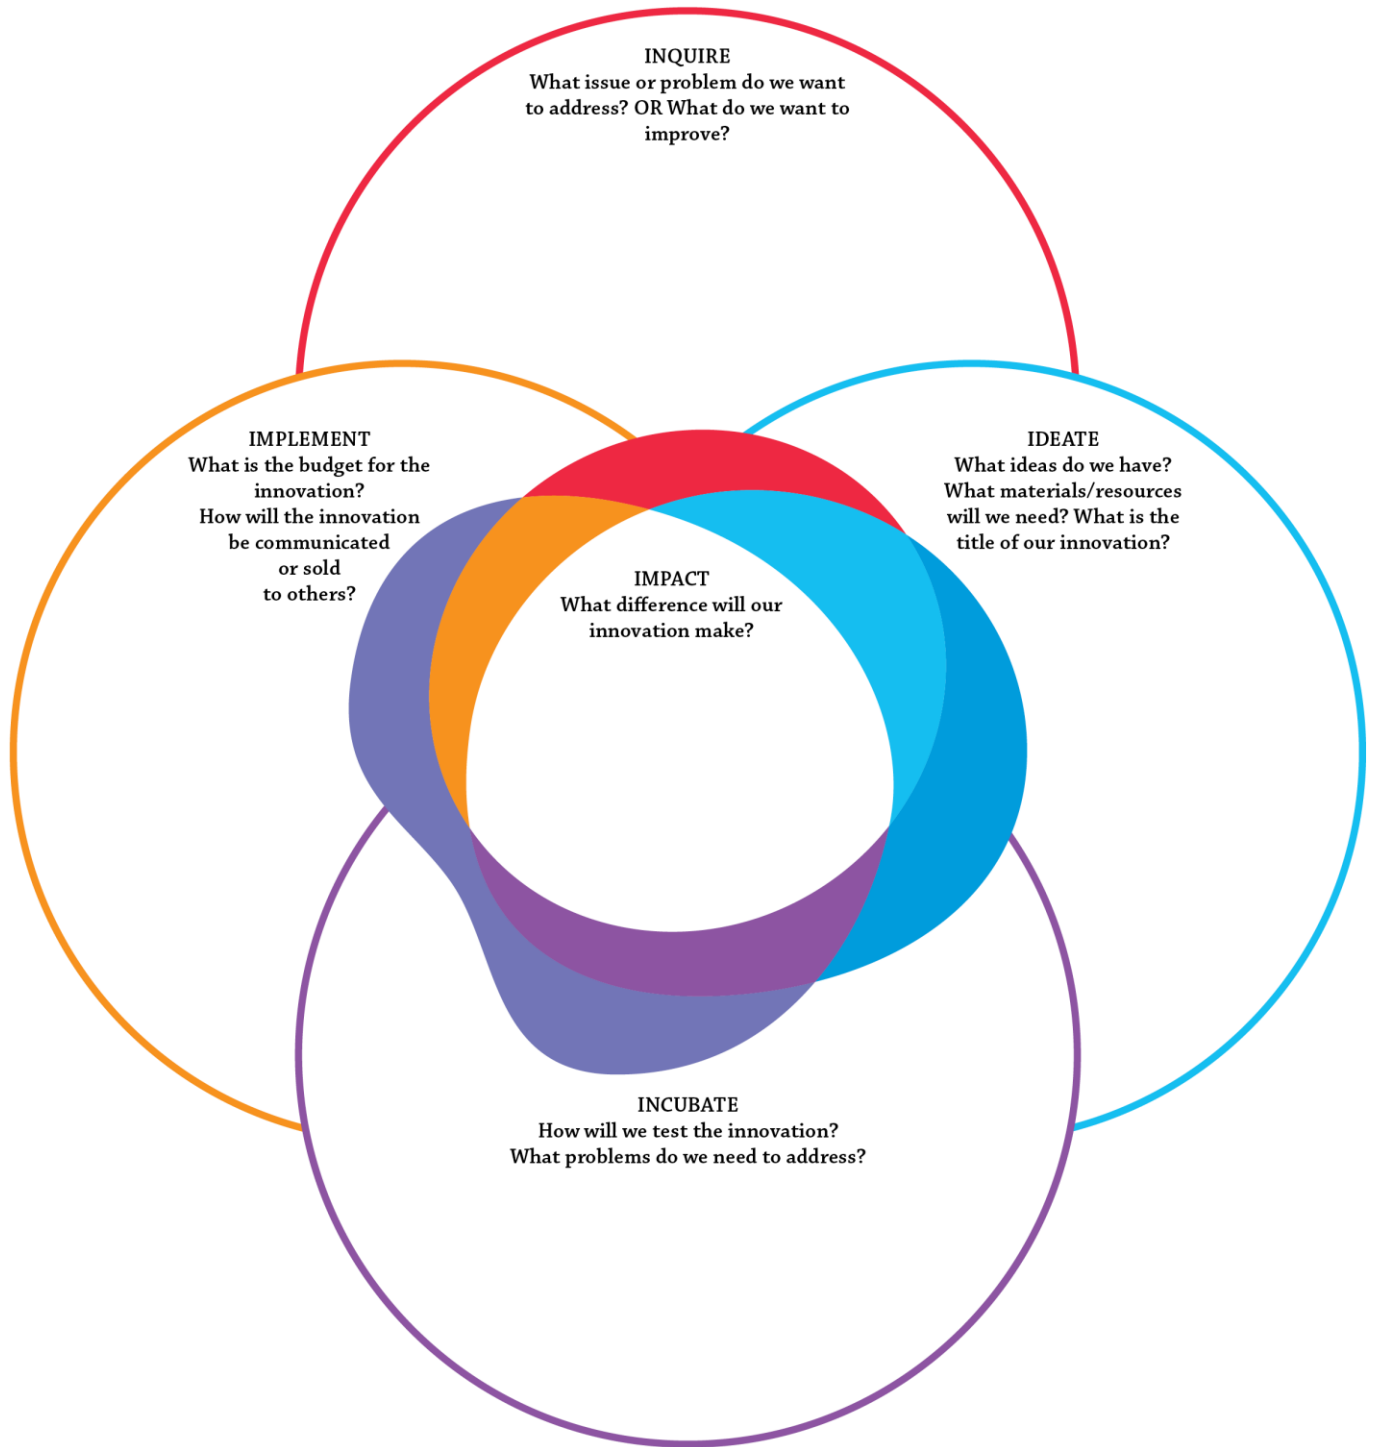 INQUIRE
What issue or problem do we want
to address? OR What do we want to
improve?
IMPLEMENT
What is the budget for the
innovation?
How will the innovation
be communicated
or sold
to others?
IDEATE
What ideas do we have?
What materials/resources
will we need? What is the
title of our innovation?
IMPACT
What difference will our
innovation make?
INCUBATE
How will we test the innovation?
What problems do we need to address?